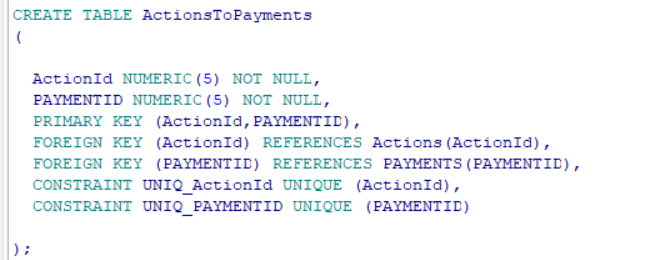 CREATE TABLE ActionsToPayments
(
ActionId NUMERIC(5) NOT NULL,
PAYMENTID NUMERIC(5) NOT NULL,
PRIMARY KEY (ActionId,PAYMENTID),
FOREIGN KEY (ActionId) REFERENCES Actions(ActionId),
FOREIGN KEY (PAYMENTID) REFERENCES PAYMENTS(PAYMENTID),
CONSTRAINT UNIQ_ActionId UNIQUE (ActionId),
CONSTRAINT UNIQ_PAYMENTID UNIQUE (PAYMENTID)
);